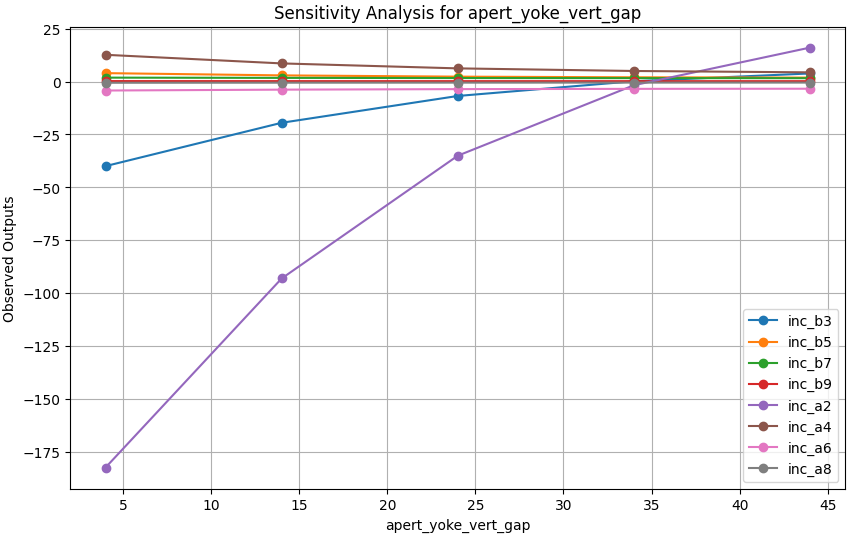 Sensitivity Analysis for apert_yoke_vert_gap
25
0
−25
−50
−75
−100
−125
−150
−175
Observed Outputs
5
10
15
20
25
30
35
40
45
apert_yoke_vert_gap
inc_b3
inc_b5
inc_b7
inc_b9
inc_a2
inc_a4
inc_a6
inc_a8